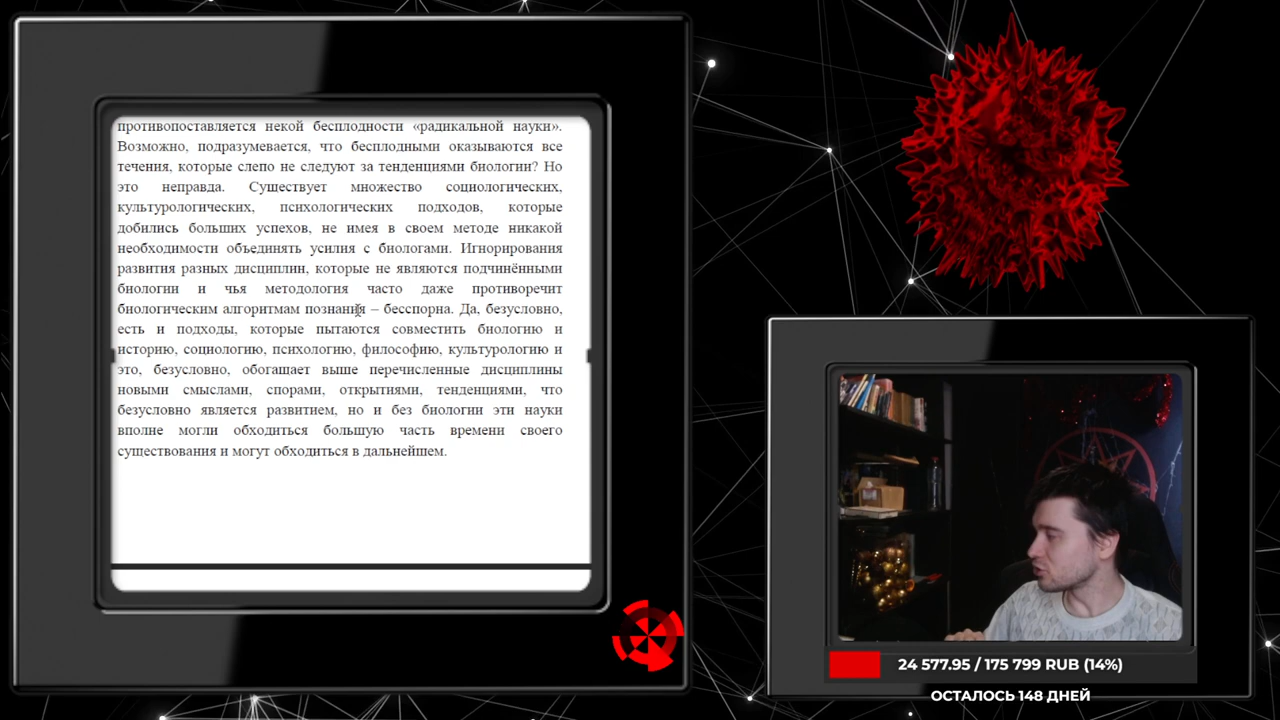 противопоставляется некой бесплодности «радикальной науки».
Возможно, подразумевается, что бесплодными оказываются все
течения, которые слепо не следуют за тенденциями биологии? Но
это неправда. Существует множество социологических,
культурологических, психологических подходов, которые
добились больших успехов, не имея в своем методе никакой
необходимости объединять усилия с биологами. Игнорирования
развития разных дисциплин, которые не являются подчинёнными
биологии и чья методология часто даже противоречит
биологическим алгоритмам познания – бесспорна. Да, безусловно,
есть и подходы, которые пытаются совместить биологию и
историю, социологию, психологию, философию, культурологию и
это, безусловно, обогащает выше перечисленные дисциплины
новыми смыслами, спорами, открытиями, тенденциями, что
безусловно является развитием, но и без биологии эти науки
вполне могли обходиться большую часть времени своего
существования и могут обходиться в дальнейшем.
24 577.95 / 175 799 RUB (14%)
ОСТАЛОСЬ 148 ДНЕЙ